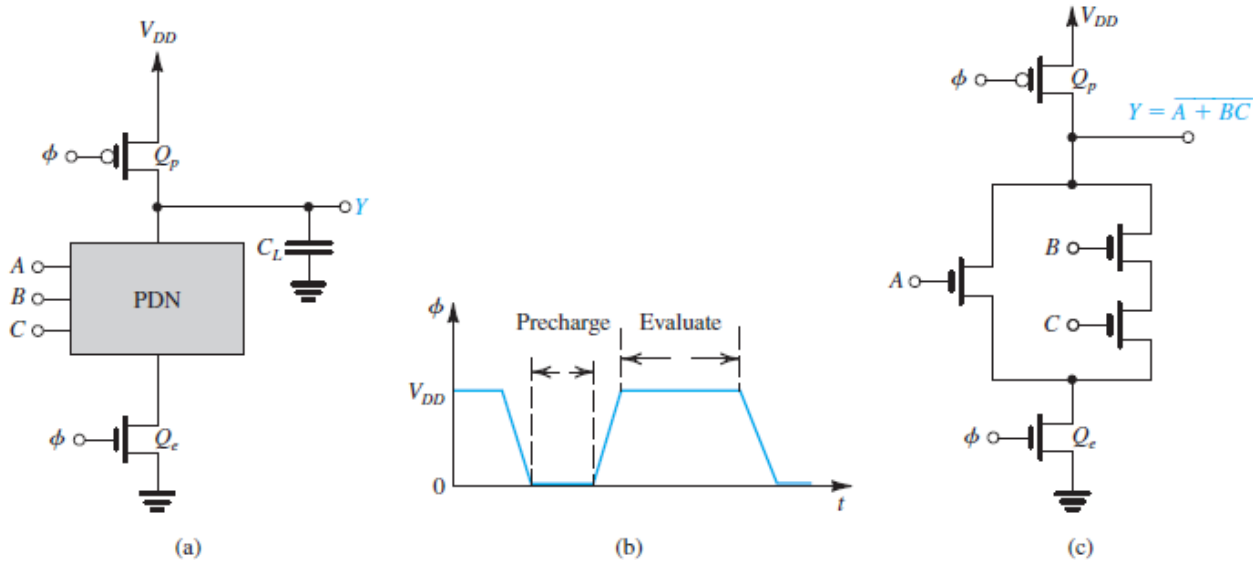 V_DD
ϕ
Q_p
Y
C_L
A
B
C
PDN
ϕ
Q_e
(a)
ϕ
Precharge
Evaluate
V_DD
0
t
(b)
V_DD
ϕ
Q_p
Y = \overline{A + BC}
B
A
C
ϕ
Q_e
(c)